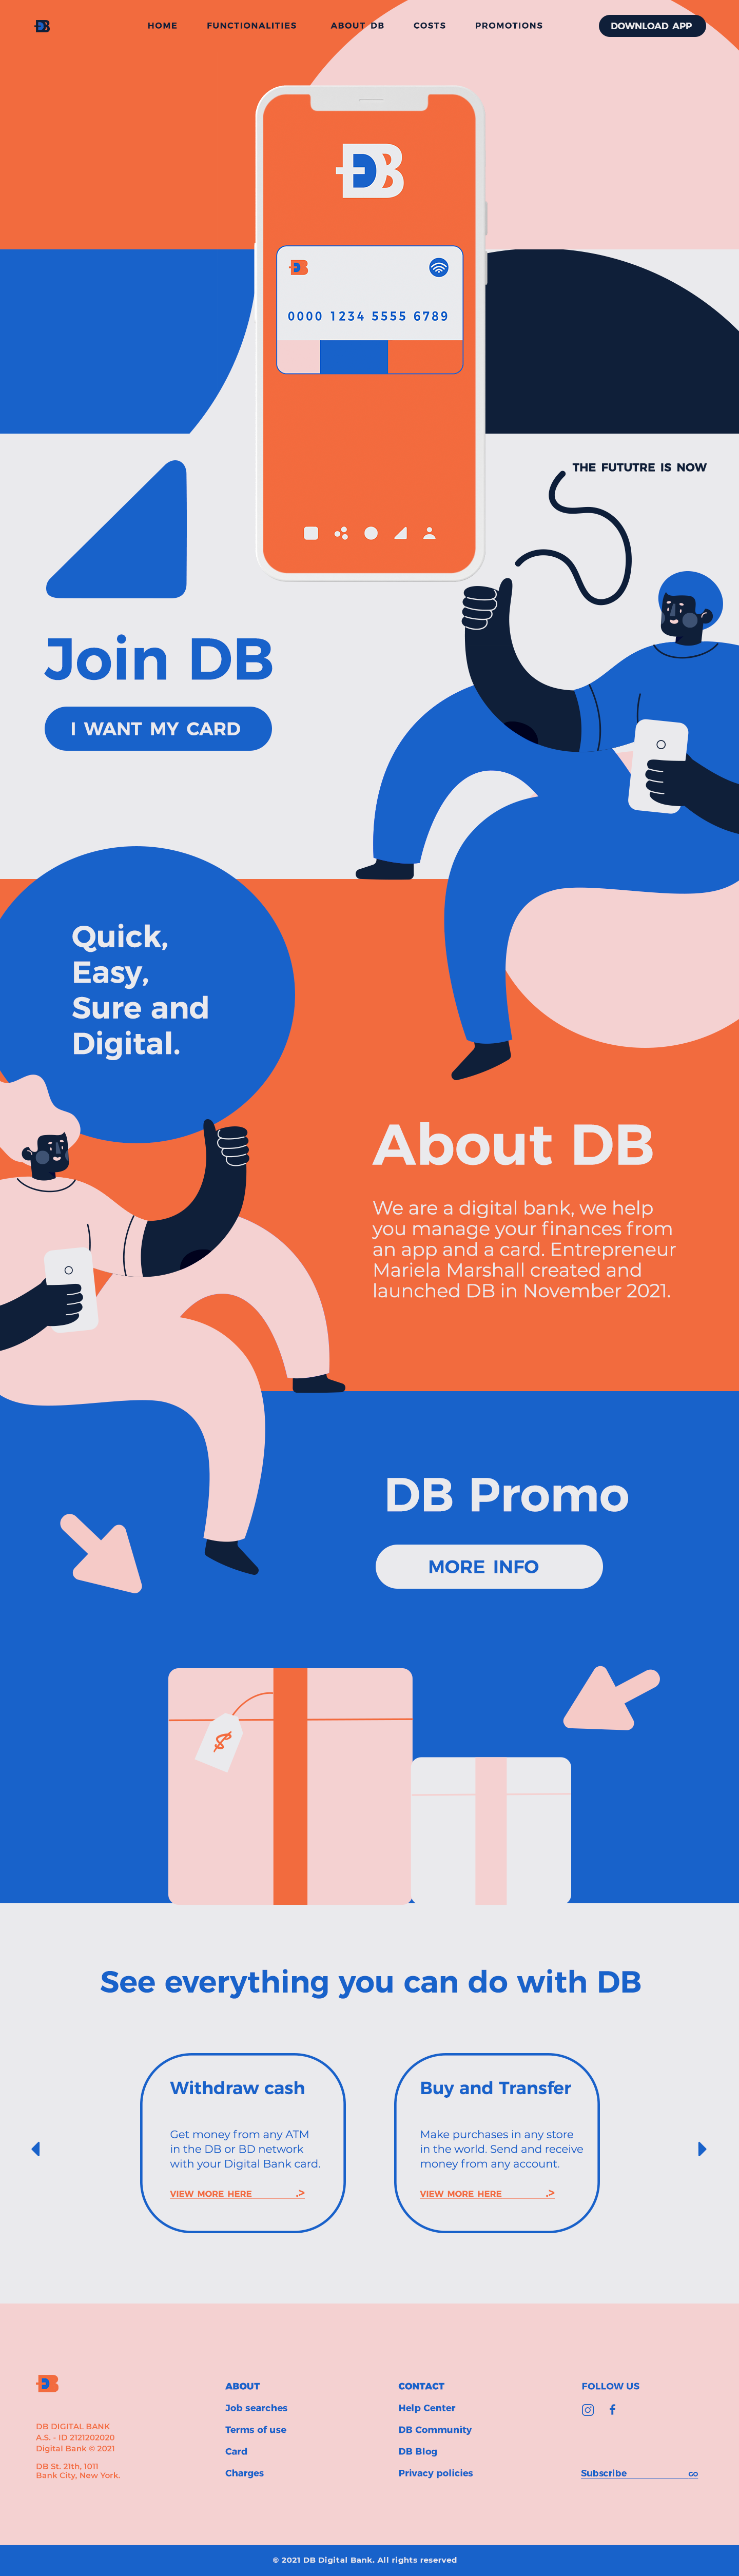 DB
HOME FUNCTIONALITIES ABOUT DB COSTS PROMOTIONS
DOWNLOAD APP
DB
DB
0000 1234 5555 6789
THE FUTUTRE IS NOW
Join DB
I WANT MY CARD
Quick,
Easy,
Sure and
Digital.
About DB
We are a digital bank, we help
you manage your finances from
an app and a card. Entrepreneur
Mariela Marshall created and
launched DB in November 2021.
DB Promo
MORE INFO
$
See everything you can do with DB
Withdraw cash
Get money from any ATM
in the DB or BD network
with your Digital Bank card.
VIEW MORE HERE .>
Buy and Transfer
Make purchases in any store
in the world. Send and receive
money from any account.
VIEW MORE HERE .>
DB
DB DIGITAL BANK
A.S. - ID 2121202020
Digital Bank © 2021
DB St. 21th, 1011
Bank City, New York.
ABOUT
Job searches
Terms of use
Card
Charges
CONTACT
Help Center
DB Community
DB Blog
Privacy policies
FOLLOW US
Subscribe GO
© 2021 DB Digital Bank. All rights reserved